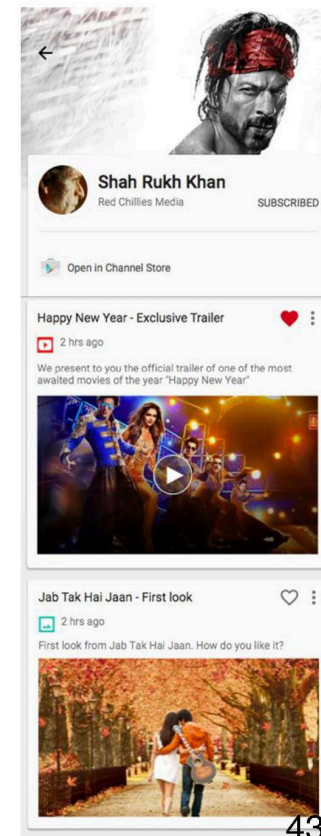 Shah Rukh Khan
Red Chillies Media
SUBSCRIBED
Open in Channel Store
Happy New Year - Exclusive Trailer
2 hrs ago
We present to you the official trailer of one of the most
awaited movies of the year "Happy New Year"
Jab Tak Hai Jaan - First look
2 hrs ago
First look from Jab Tak Hai Jaan. How do you like it?
43